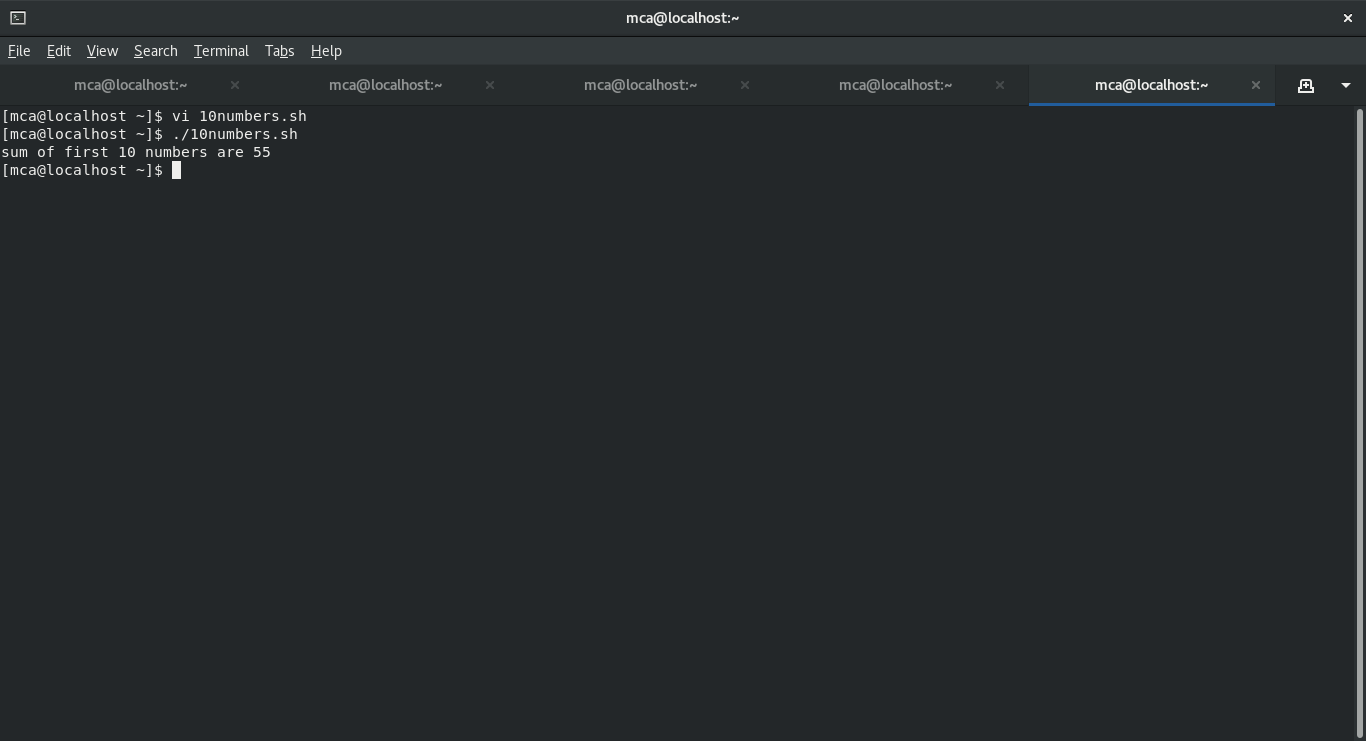 mca@localhost:~
File Edit View Search Terminal Tabs Help
mca@localhost:~ mca@localhost:~ mca@localhost:~ mca@localhost:~ mca@localhost:~
[mca@localhost ~]$ vi 10numbers.sh
[mca@localhost ~]$ ./10numbers.sh
sum of first 10 numbers are 55
[mca@localhost ~]$